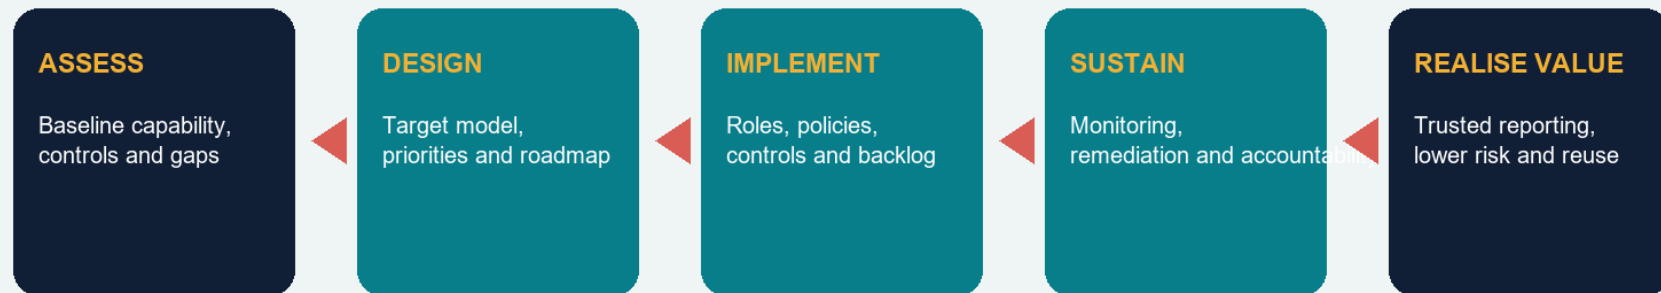 ASSESS
Baseline capability,
controls and gaps
DESIGN
Target model,
priorities and roadmap
IMPLEMENT
Roles, policies,
controls and backlog
SUSTAIN
Monitoring,
remediation and accountability
REALISE VALUE
Trusted reporting,
lower risk and reuse